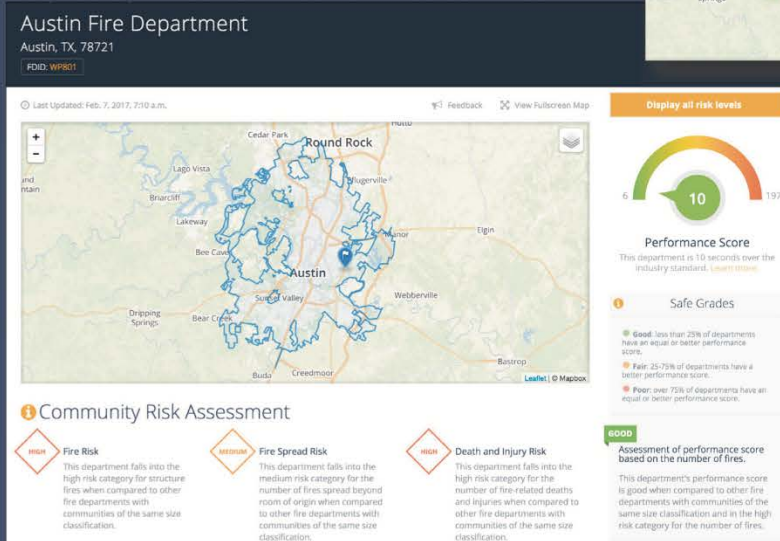 Springs
Austin Fire Department
Austin, TX, 78721
FDID: WP801
Last Updated: Feb. 7, 2017, 7:10 a.m.
Feedback
View Fullscreen Map
Display all risk levels
+
-
Cedar Park
Hutto
Round Rock
Lago Vista
Pflugerville
Briarcliff
Lakeway
Manor
Elgin
Bee Cave
Austin
Sunset Valley
Webberville
Dripping
Springs
Bear Creek
Bastrop
Buda
Creedmoor
Leaflet | © Mapbox
6
10
197
Performance Score
This department is 10 seconds over the
industry standard. Learn more.
Safe Grades
Good: less than 25% of departments
have an equal or better performance
score.
Fair: 25-75% of departments have a
better performance score.
Poor: over 75% of departments have an
equal or better performance score.
Community Risk Assessment
HIGH
Fire Risk
This department falls into the
high risk category for structure
fires when compared to other
fire departments with
communities of the same size
classification.
MEDIUM
Fire Spread Risk
This department falls into the
medium risk category for the
number of fires spread beyond
room of origin when compared
to other fire departments with
communities of the same size
classification.
HIGH
Death and Injury Risk
This department falls into the
high risk category for the
number of fire-related deaths
and injuries when compared to
other fire departments with
communities of the same size
classification.
GOOD
Assessment of performance score
based on the number of fires.
This department's performance score
is good when compared to other fire
departments with communities of the
same size classification and in the high
risk category for the number of fires.